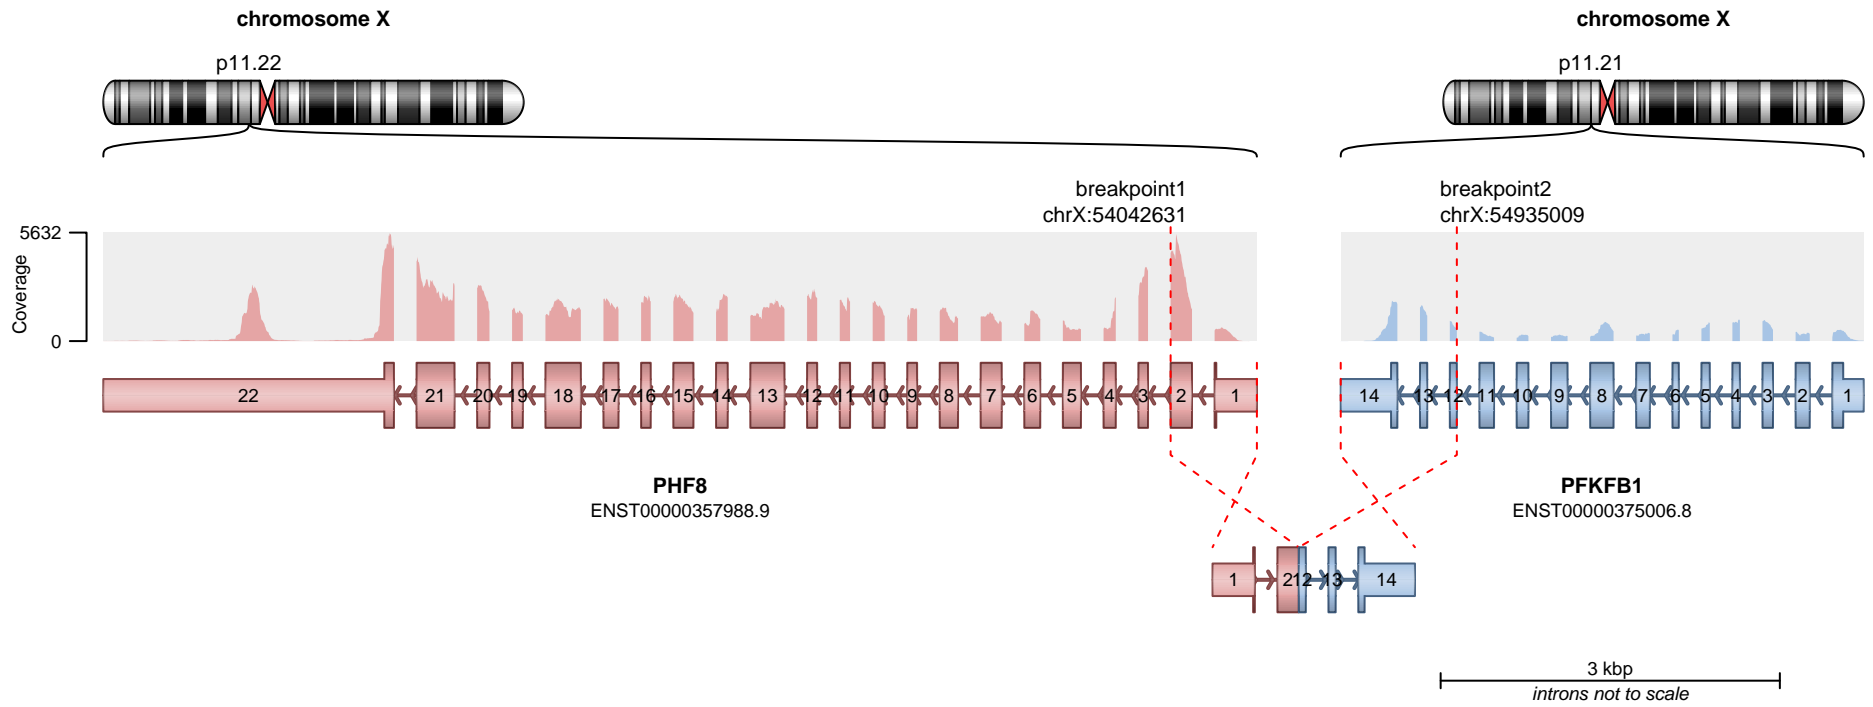 chromosome X
chromosome X
p11.22
p11.21
breakpoint1
chrX:54042631
breakpoint2
chrX:54935009
5632
0
Coverage
22 21 20 19 18 17 16 15 14 13 12 11 10 9 8 7 6 5 4 3 2 1
14 13 12 11 10 9 8 7 6 5 4 3 2 1
PHF8
ENST00000357988.9
PFKFB1
ENST00000375006.8
1 2 12 13 14
3 kbp
introns not to scale